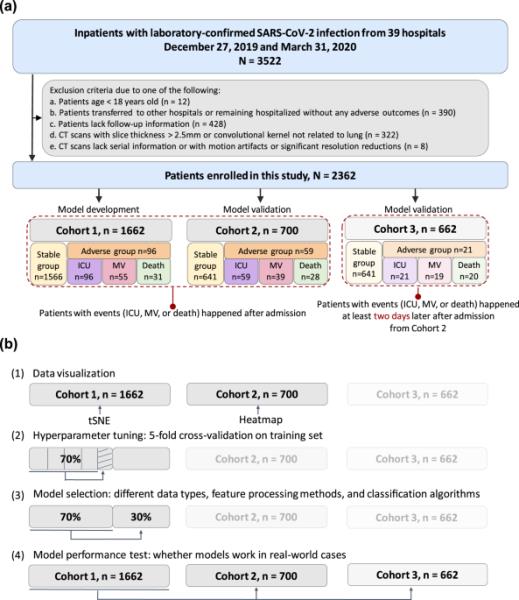 (a)
Inpatients with laboratory-confirmed SARS-CoV-2 infection from 39 hospitals
December 27, 2019 and March 31, 2020
N = 3522
Exclusion criteria due to one of the following:
a. Patients age < 18 years old (n = 12)
b. Patients transferred to other hospitals or remaining hospitalized without any adverse outcomes (n = 390)
c. Patients lack follow-up information (n = 428)
d. CT scans with slice thickness > 2.5mm or convolutional kernel not related to lung (n = 322)
e. CT scans lack serial information or with motion artifacts or significant resolution reductions (n = 8)
Patients enrolled in this study, N = 2362
Model development
Cohort 1, n = 1662
Stable group n=1566
Adverse group n=96
ICU n=96
MV n=55
Death n=31
Model validation
Cohort 2, n = 700
Stable group n=641
Adverse group n=59
ICU n=59
MV n=39
Death n=28
Model validation
Cohort 3, n = 662
Stable group n=641
Adverse group n=21
ICU n=21
MV n=19
Death n=20
Patients with events (ICU, MV, or death) happened after admission
Patients with events (ICU, MV, or death) happened
at least two days later after admission
from Cohort 2
(b)
(1) Data visualization
Cohort 1, n = 1662 Cohort 2, n = 700 Cohort 3, n = 662
tSNE Heatmap
(2) Hyperparameter tuning: 5-fold cross-validation on training set
70% Cohort 2, n = 700 Cohort 3, n = 662
(3) Model selection: different data types, feature processing methods, and classification algorithms
70% 30% Cohort 2, n = 700 Cohort 3, n = 662
(4) Model performance test: whether models work in real-world cases
Cohort 1, n = 1662 Cohort 2, n = 700 Cohort 3, n = 662